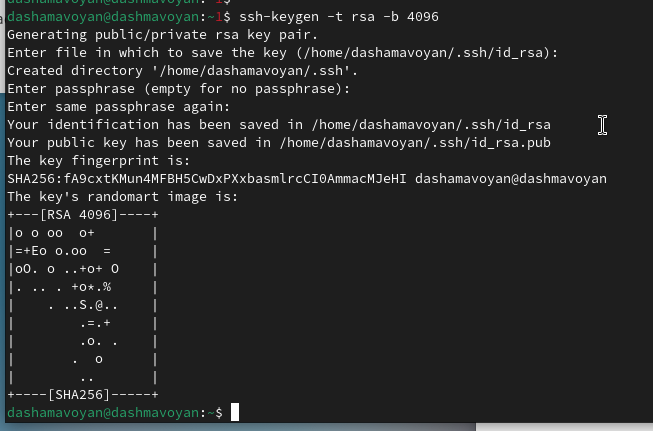 dashamavoyan@dashmavoyan:~1$ ssh-keygen -t rsa -b 4096
Generating public/private rsa key pair.
Enter file in which to save the key (/home/dashamavoyan/.ssh/id_rsa):
Created directory '/home/dashamavoyan/.ssh'.
Enter passphrase (empty for no passphrase):
Enter same passphrase again:
Your identification has been saved in /home/dashamavoyan/.ssh/id_rsa
Your public key has been saved in /home/dashamavoyan/.ssh/id_rsa.pub
The key fingerprint is:
SHA256:fA9cxtKMun4MFBH5CwDxPXxbasmlrcCI0AmmacMJeHI dashamavoyan@dashmavoyan
The key's randomart image is:
+---[RSA 4096]----+
|o o oo  o+       |
|=+Eo o.oo  =     |
|oO. o ..+o+ O    |
|. .. . +o*.%     |
|    . ..S.@..    |
|        .=.+     |
|        .o. .    |
|       .  o      |
|        ..       |
+----[SHA256]-----+
dashamavoyan@dashmavoyan:~$